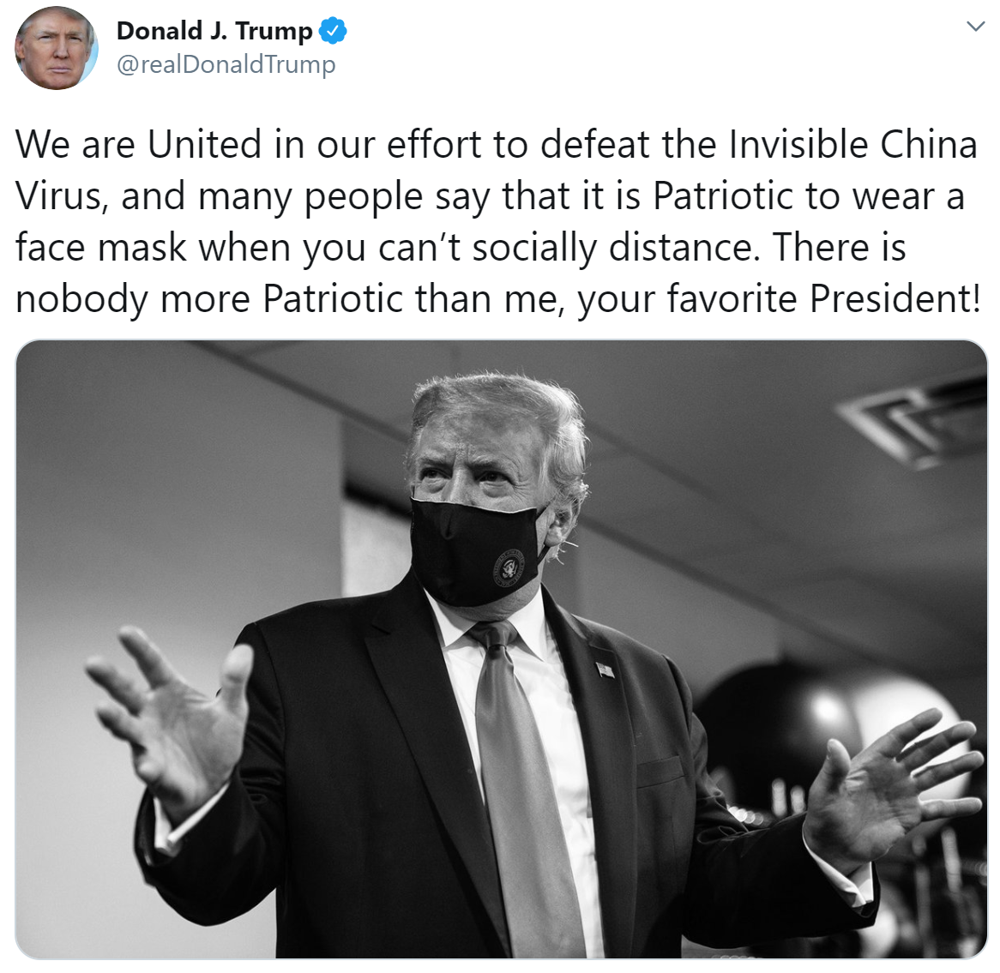 Donald J. Trump
@realDonaldTrump
We are United in our effort to defeat the Invisible China
Virus, and many people say that it is Patriotic to wear a
face mask when you can’t socially distance. There is
nobody more Patriotic than me, your favorite President!